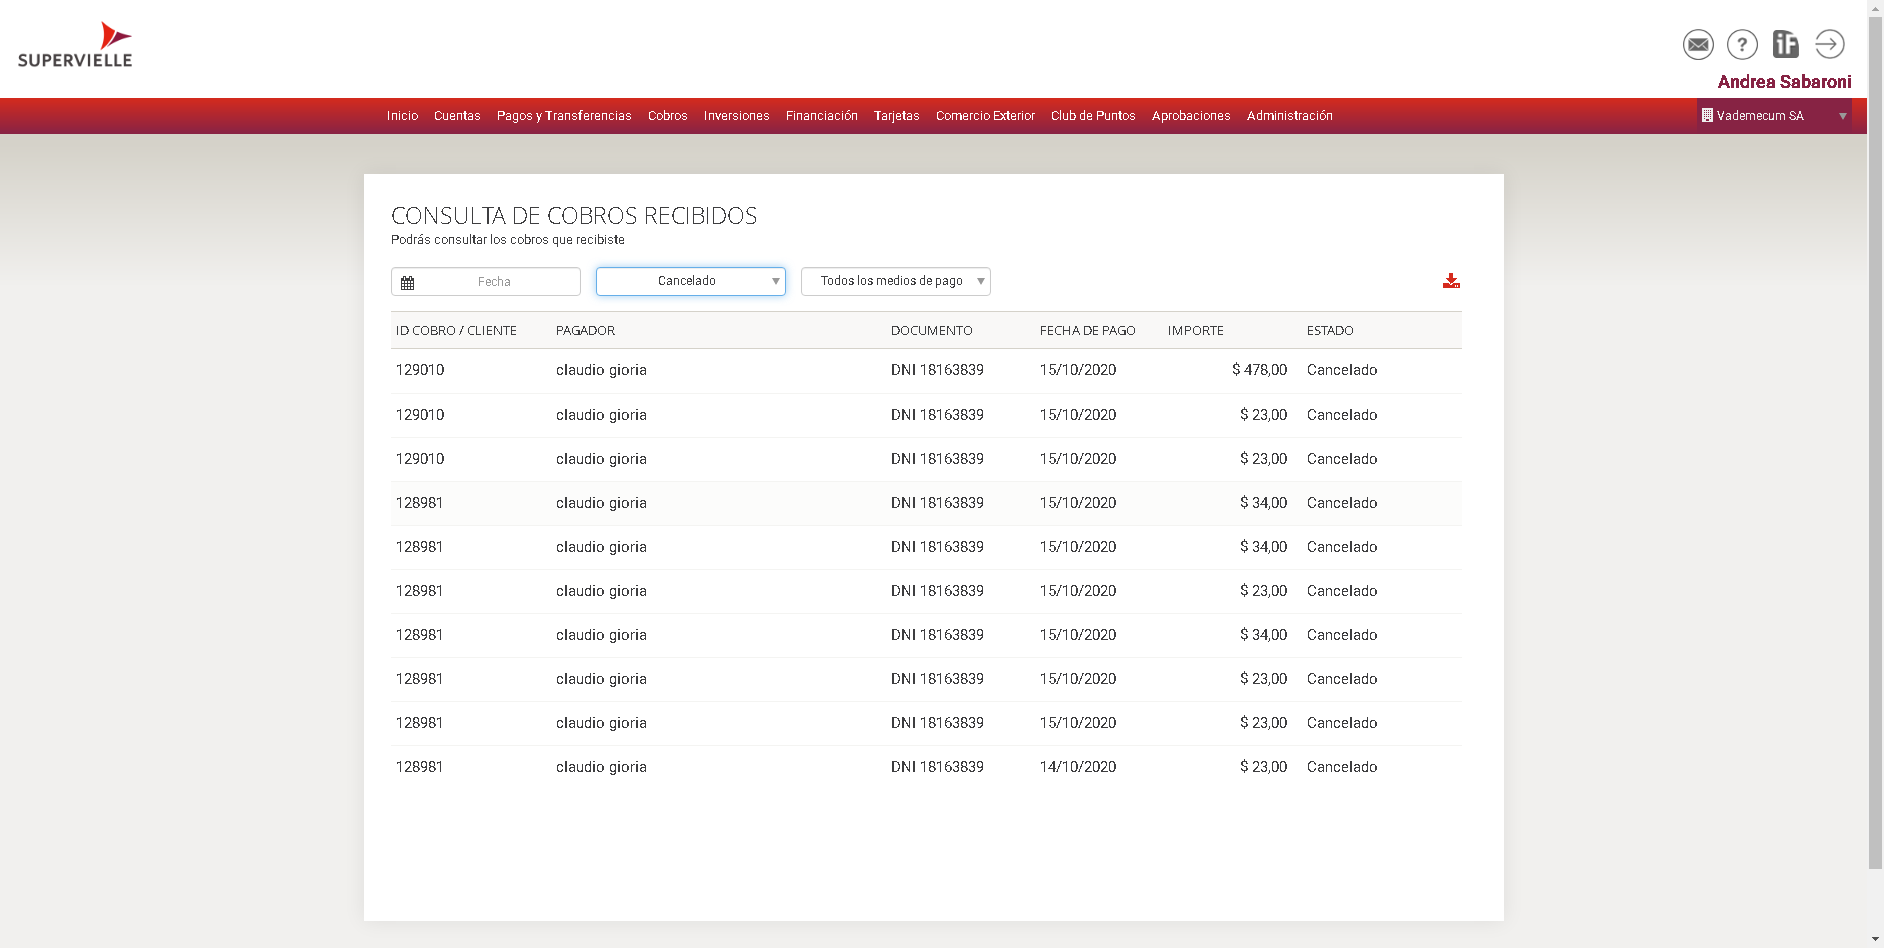 SUPERVIELLE
? iF
Andrea Sabaroni
Inicio Cuentas Pagos y Transferencias Cobros Inversiones Financiación Tarjetas Comercio Exterior Club de Puntos Aprobaciones Administración Vademecum SA
CONSULTA DE COBROS RECIBIDOS
Podrás consultar los cobros que recibiste
Fecha Cancelado Todos los medios de pago
ID COBRO / CLIENTE PAGADOR DOCUMENTO FECHA DE PAGO IMPORTE ESTADO
129010 claudio gioria DNI 18163839 15/10/2020 $ 478,00 Cancelado
129010 claudio gioria DNI 18163839 15/10/2020 $ 23,00 Cancelado
129010 claudio gioria DNI 18163839 15/10/2020 $ 23,00 Cancelado
128981 claudio gioria DNI 18163839 15/10/2020 $ 34,00 Cancelado
128981 claudio gioria DNI 18163839 15/10/2020 $ 34,00 Cancelado
128981 claudio gioria DNI 18163839 15/10/2020 $ 23,00 Cancelado
128981 claudio gioria DNI 18163839 15/10/2020 $ 34,00 Cancelado
128981 claudio gioria DNI 18163839 15/10/2020 $ 23,00 Cancelado
128981 claudio gioria DNI 18163839 15/10/2020 $ 23,00 Cancelado
128981 claudio gioria DNI 18163839 14/10/2020 $ 23,00 Cancelado